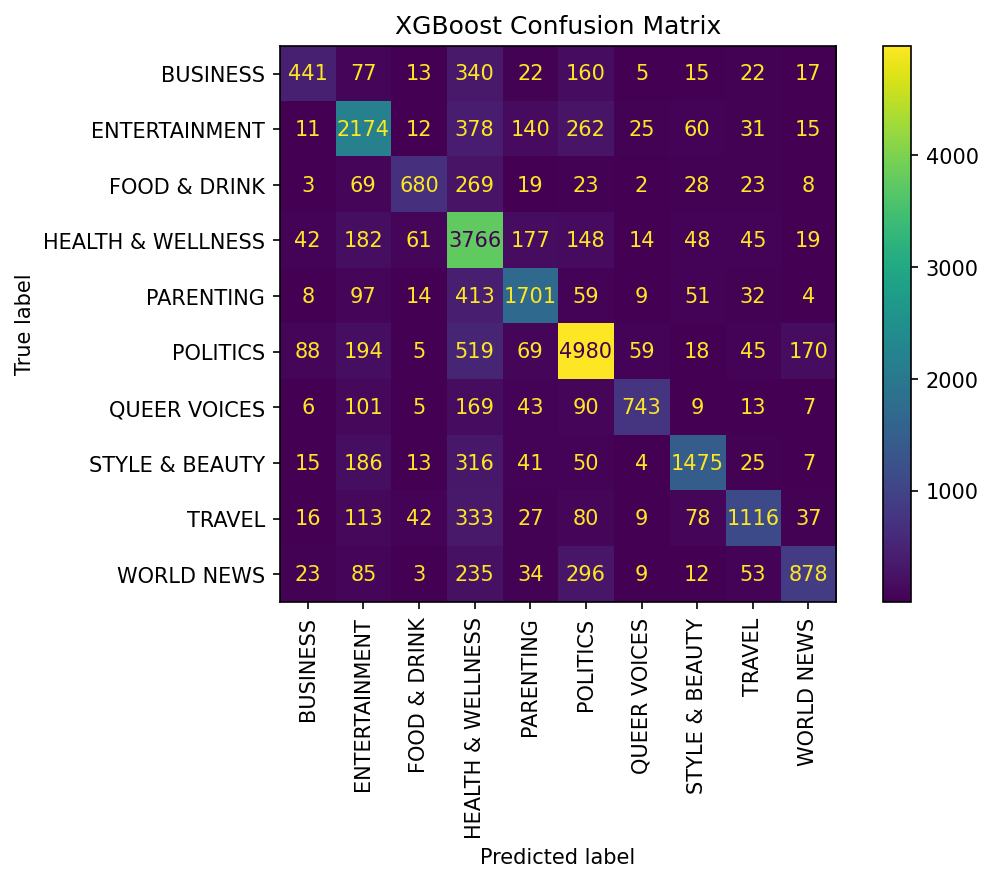 XGBoost Confusion Matrix
True label
BUSINESS 441 77 13 340 22 160 5 15 22 17
ENTERTAINMENT 11 2174 12 378 140 262 25 60 31 15
FOOD & DRINK 3 69 680 269 19 23 2 28 23 8
HEALTH & WELLNESS 42 182 61 3766 177 148 14 48 45 19
PARENTING 8 97 14 413 1701 59 9 51 32 4
POLITICS 88 194 5 519 69 4980 59 18 45 170
QUEER VOICES 6 101 5 169 43 90 743 9 13 7
STYLE & BEAUTY 15 186 13 316 41 50 4 1475 25 7
TRAVEL 16 113 42 333 27 80 9 78 1116 37
WORLD NEWS 23 85 3 235 34 296 9 12 53 878
BUSINESS
ENTERTAINMENT
FOOD & DRINK
HEALTH & WELLNESS
PARENTING
POLITICS
QUEER VOICES
STYLE & BEAUTY
TRAVEL
WORLD NEWS
Predicted label
4000
3000
2000
1000